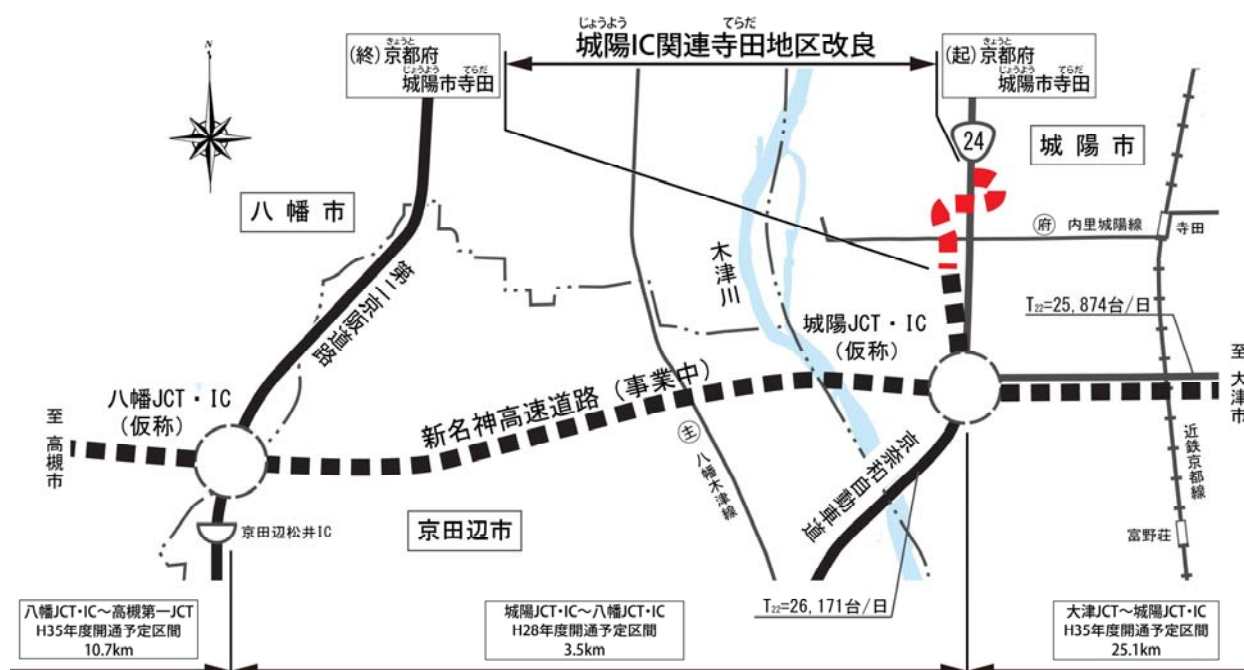 じょうよう てらだ
城陽IC関連寺田地区改良
きょうと
(終)京都府
じょうよう てらだ
城陽市寺田
きょうと
(起)京都府
じょうよう てらだ
城陽市寺田
N
24
城陽市
八幡市
府 内里城陽線
寺田
木津川
第二京阪道路
T22=25,874台/日
城陽JCT・IC
(仮称)
至 大津市
八幡JCT・IC
(仮称)
新名神高速道路(事業中)
至 高槻市
主 八幡木津線
京奈和自動車道
近鉄京都線
京田辺市
京田辺松井IC
富野荘
T22=26,171台/日
八幡JCT・IC~高槻第一JCT
H35年度開通予定区間
10.7km
城陽JCT・IC~八幡JCT・IC
H28年度開通予定区間
3.5km
大津JCT~城陽JCT・IC
H35年度開通予定区間
25.1km